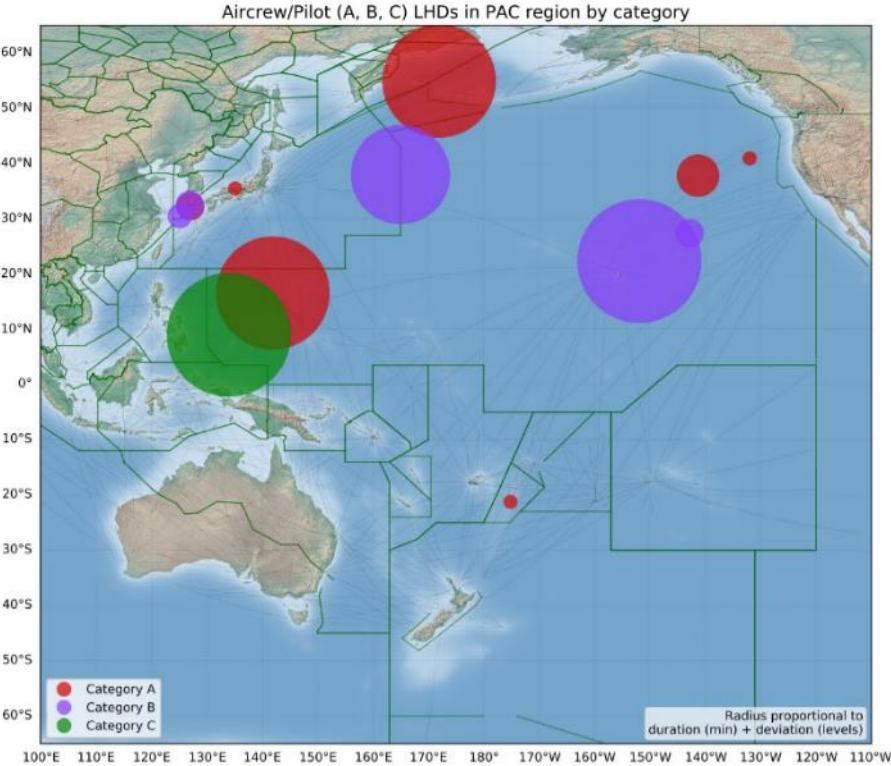 Aircrew/Pilot (A, B, C) LHDs in PAC region by category
60°N
50°N
40°N
30°N
20°N
10°N
0°
10°S
20°S
30°S
40°S
50°S
60°S
Category A
Category B
Category C
Radius proportional to
duration (min) + deviation (levels)
100°E 110°E 120°E 130°E 140°E 150°E 160°E 170°E 180° 170°W 160°W 150°W 140°W 130°W 120°W 110°W